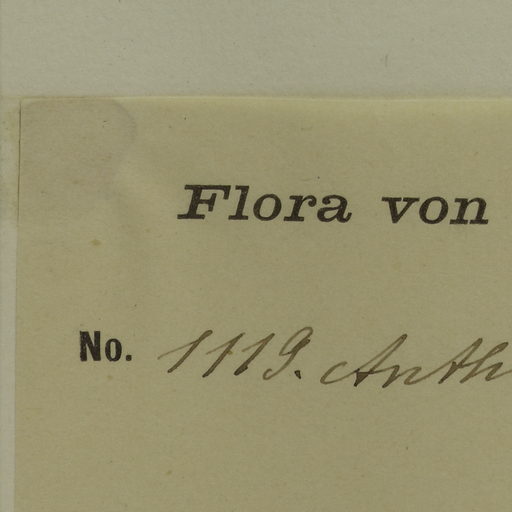 Flora von
No. 1119. Anth